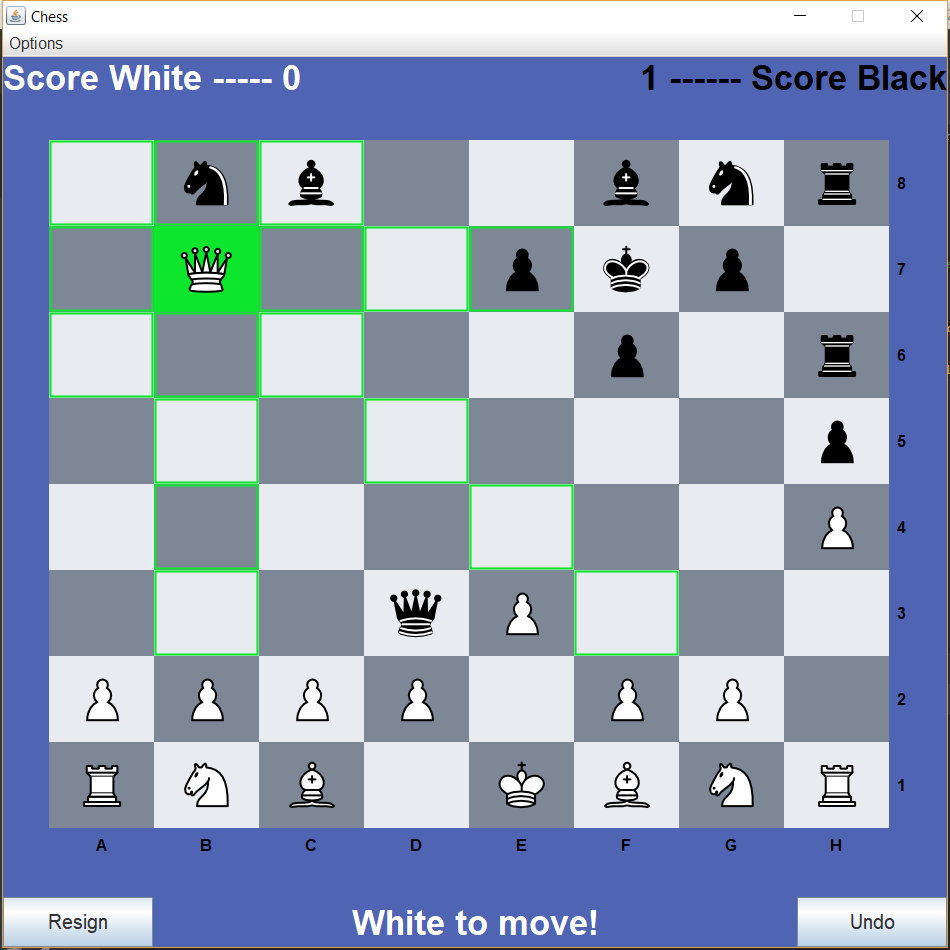 Chess
Options
Score White ----- 0
1 ------ Score Black
8
7
6
5
4
3
2
1
A B C D E F G H
Resign
White to move!
Undo